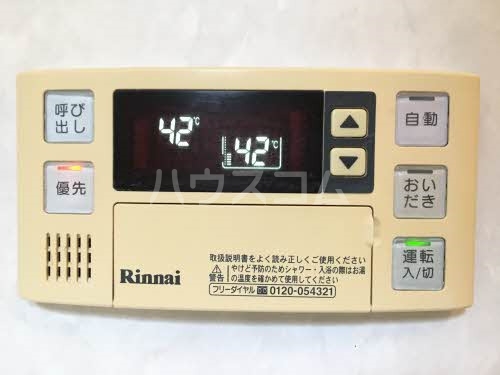 呼び
出し
優先
42℃
42℃
自動
おい
だき
運転
入/切
ハウスコム
Rinnai
取扱説明書をよく読み正しくご使用ください
警告
やけど予防のためシャワー・入浴の際はお湯
の温度を確かめて使用してください
フリーダイヤル 0120-054321